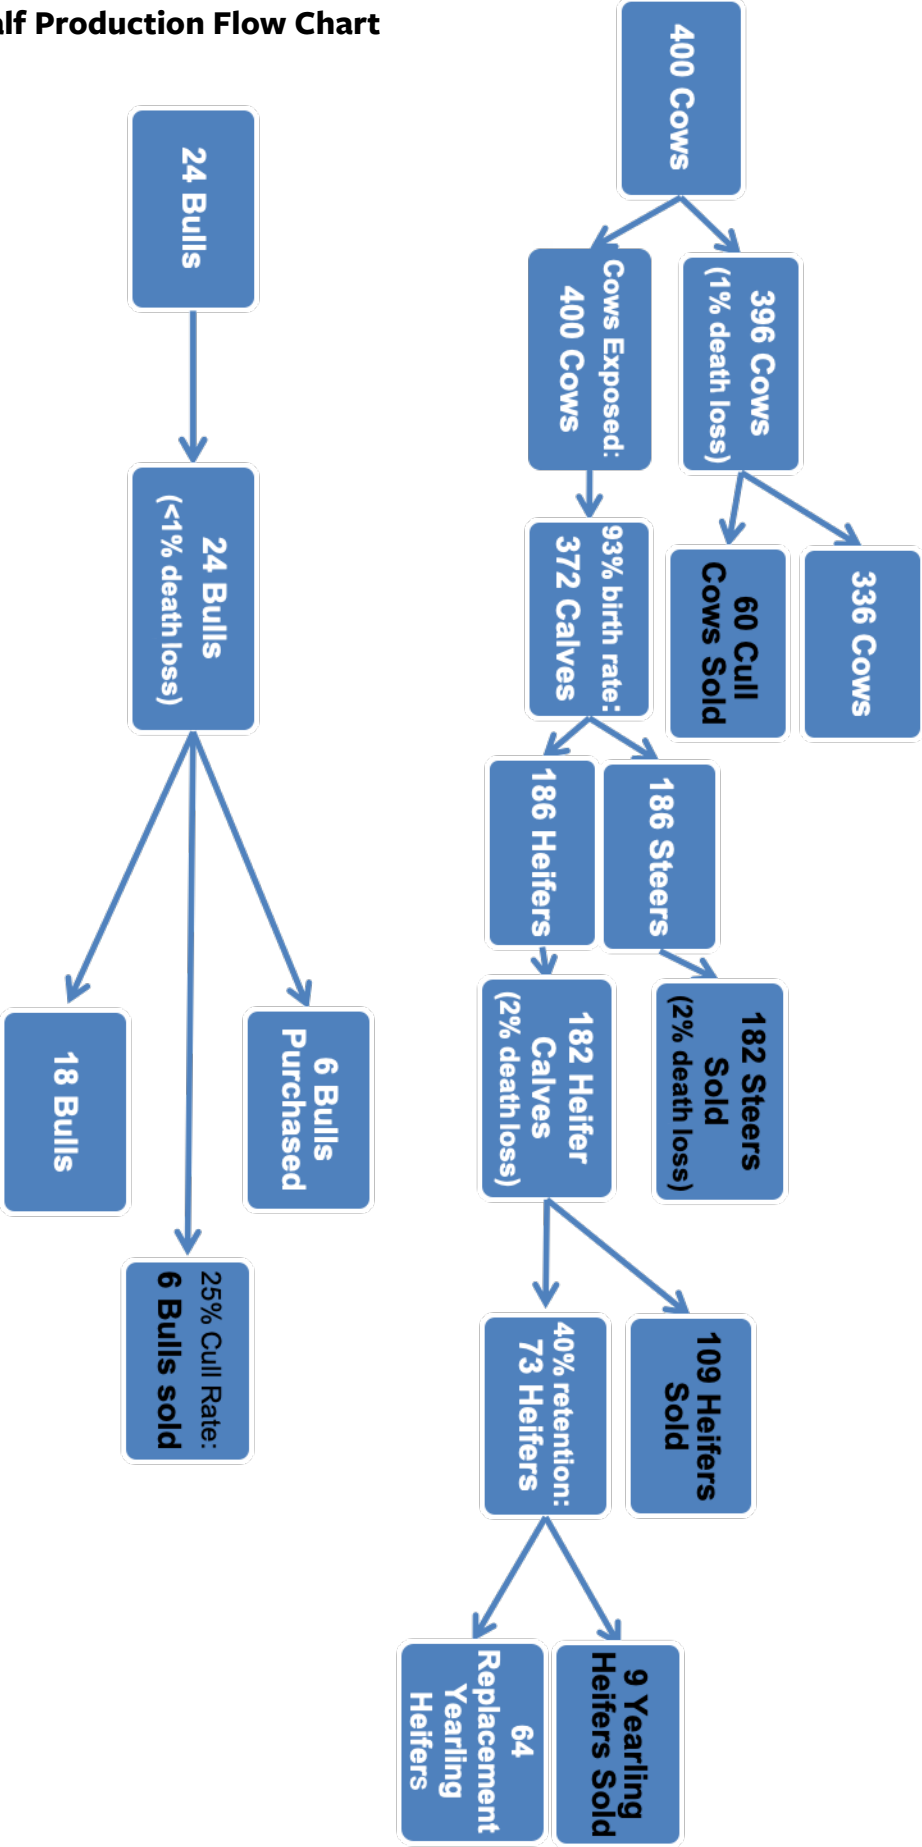 alf Production Flow Chart
400 Cows
396 Cows
(1% death loss)
Cows Exposed:
400 Cows
336 Cows
60 Cull
Cows Sold
93% birth rate:
372 Calves
186 Steers
186 Heifers
182 Steers
Sold
(2% death loss)
182 Heifer
Calves
(2% death loss)
109 Heifers
Sold
40% retention:
73 Heifers
9 Yearling
Heifers Sold
64
Replacement
Yearling
Heifers
24 Bulls
24 Bulls
(<1% death loss)
6 Bulls
Purchased
25% Cull Rate:
6 Bulls sold
18 Bulls